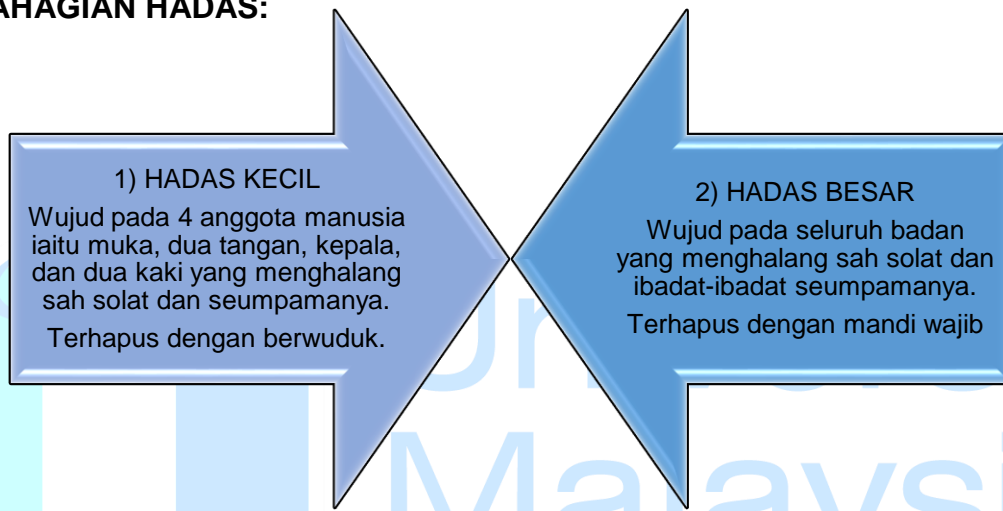 AHAGIAN HADAS:
1) HADAS KECIL
Wujud pada 4 anggota manusia
iaitu muka, dua tangan, kepala,
dan dua kaki yang menghalang
sah solat dan seumpamanya.
Terhapus dengan berwuduk.
2) HADAS BESAR
Wujud pada seluruh badan
yang menghalang sah solat dan
ibadat-ibadat seumpamanya.
Terhapus dengan mandi wajib